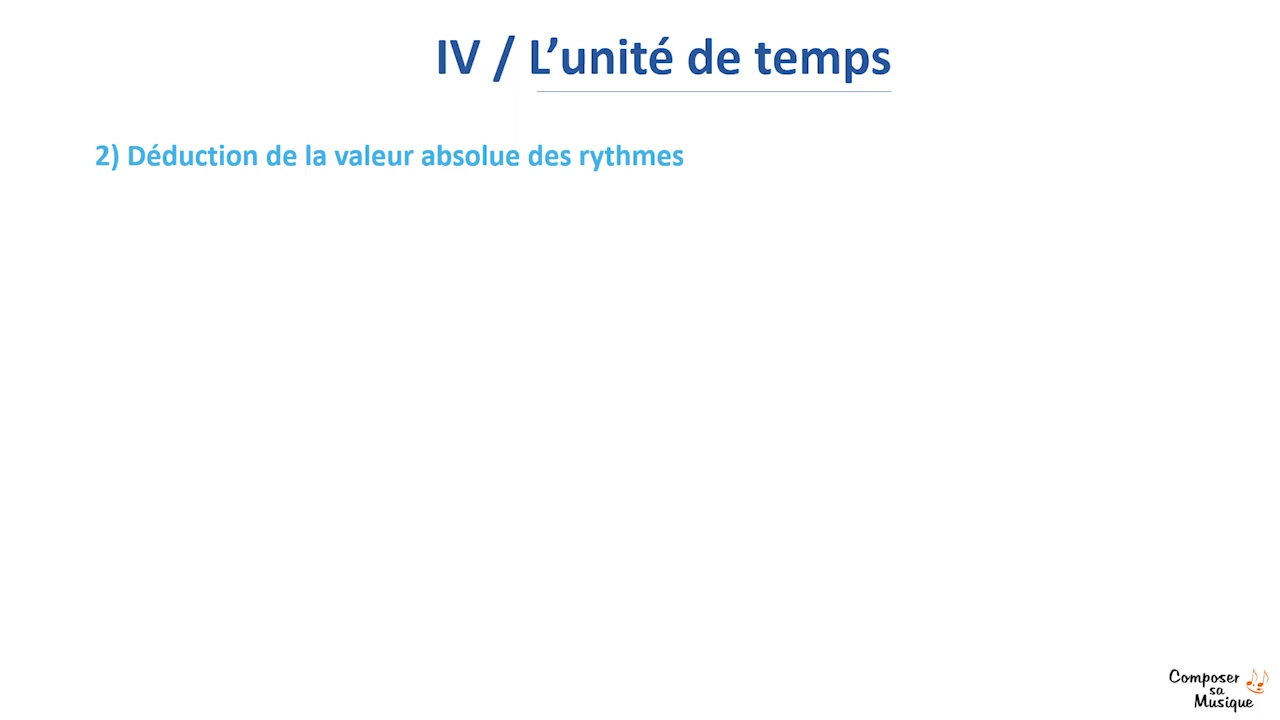 IV / L’unité de temps
2) Déduction de la valeur absolue des rythmes
Composer
sa
Musique